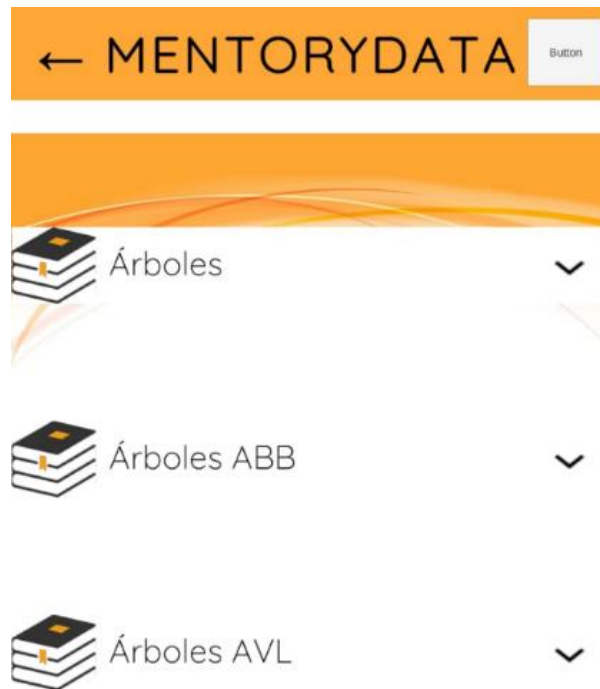 ← MENTORYDATA
Button
Árboles
Árboles ABB
Árboles AVL